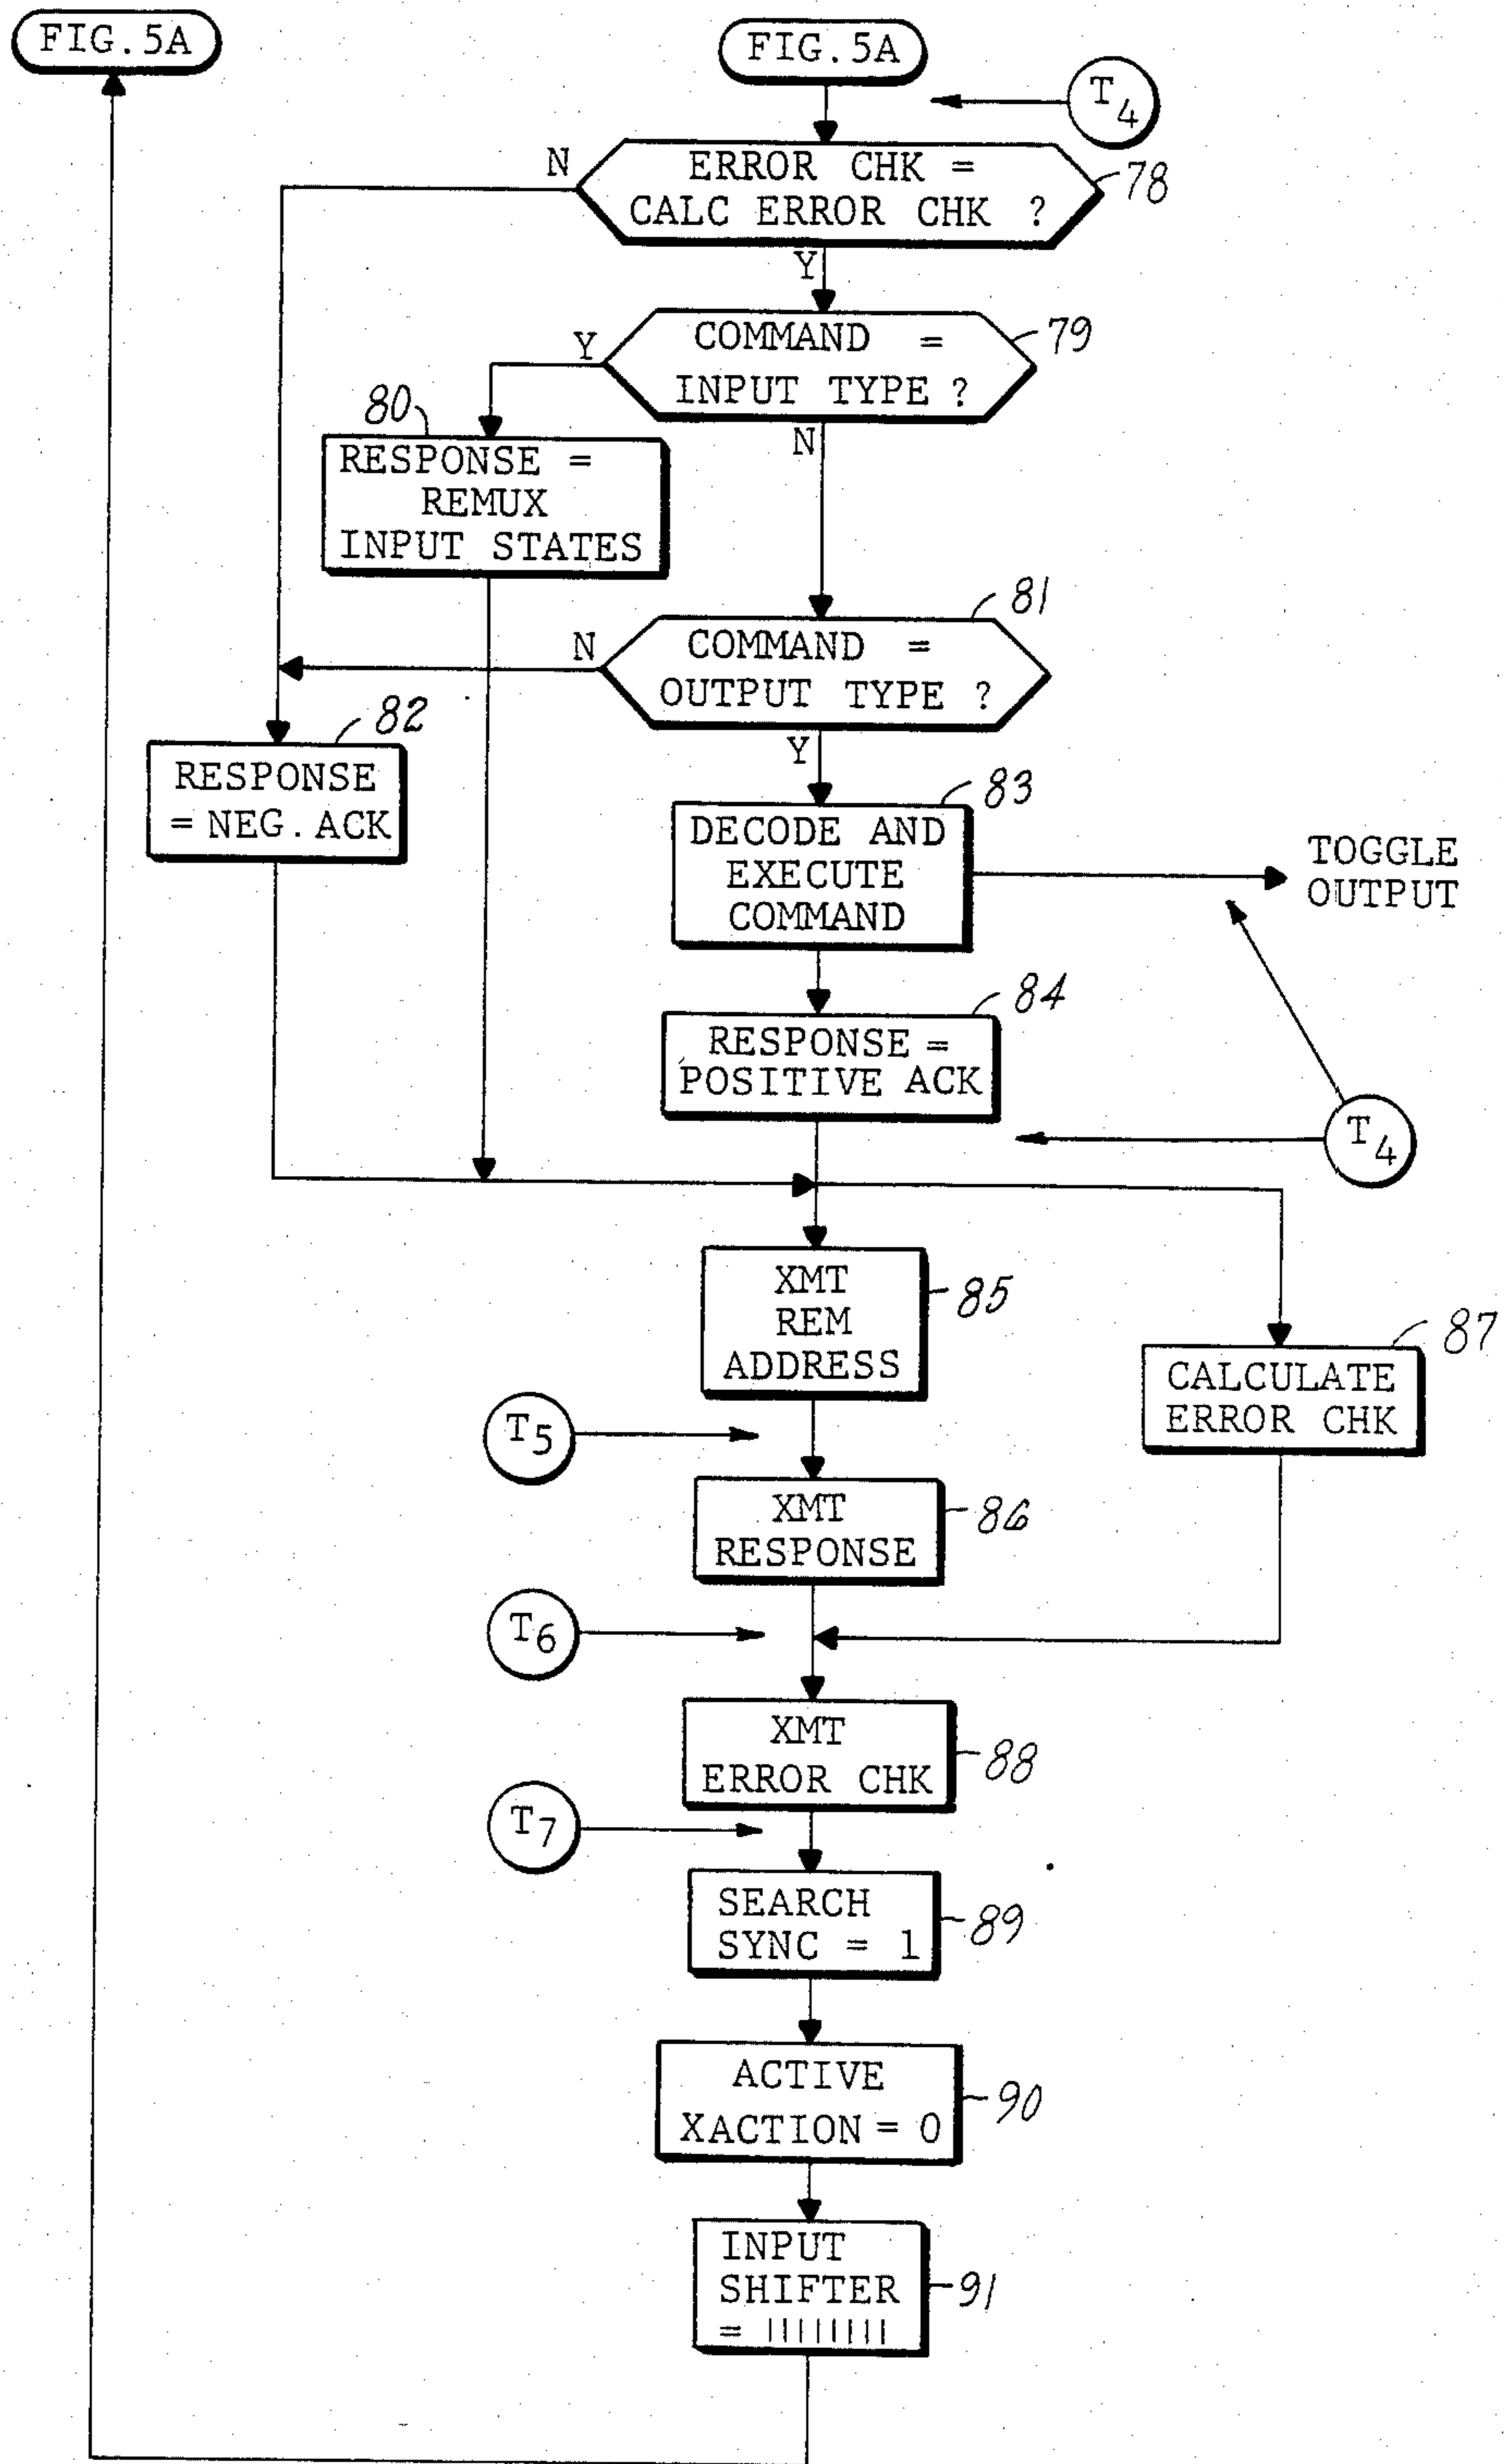 FIG.5A
FIG.5A
T4
N
ERROR CHK =
CALC ERROR CHK ?
78
Y
Y
COMMAND =
INPUT TYPE ?
79
80
RESPONSE =
REMUX
INPUT STATES
N
N
COMMAND =
OUTPUT TYPE ?
81
82
RESPONSE
= NEG. ACK
Y
DECODE AND
EXECUTE
COMMAND
83
TOGGLE
OUTPUT
RESPONSE =
POSITIVE ACK
84
T4
XMT
REM
ADDRESS
85
CALCULATE
ERROR CHK
87
T5
XMT
RESPONSE
86
T6
XMT
ERROR CHK
88
T7
SEARCH
SYNC = 1
89
ACTIVE
XACTION = 0
90
INPUT
SHIFTER
= 11111111
91